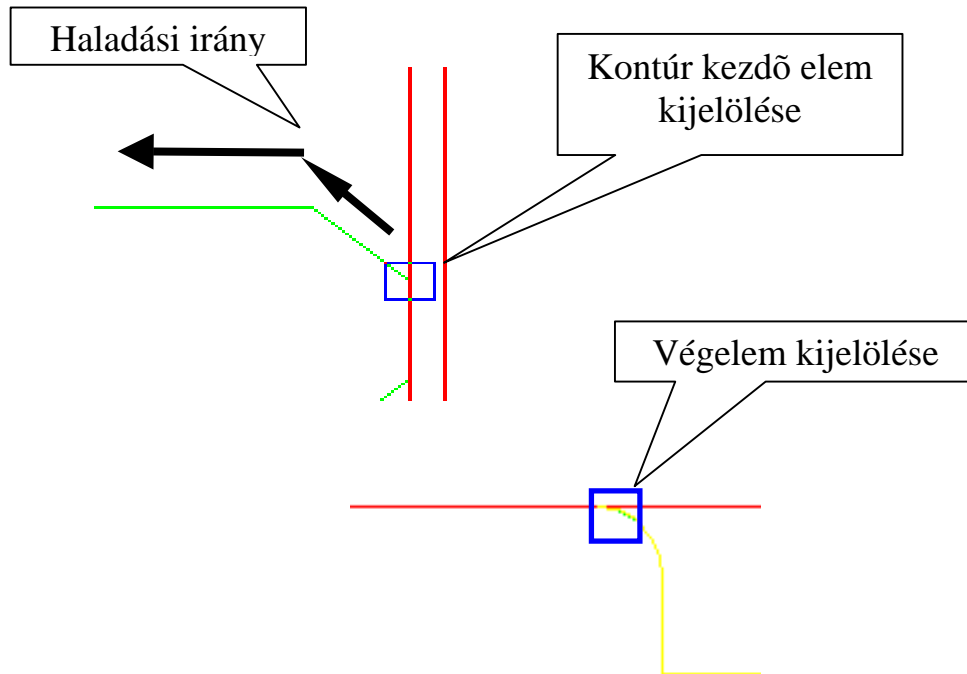 Haladási irány
Kontúr kezdõ elem
kijelölése
Végelem kijelölése